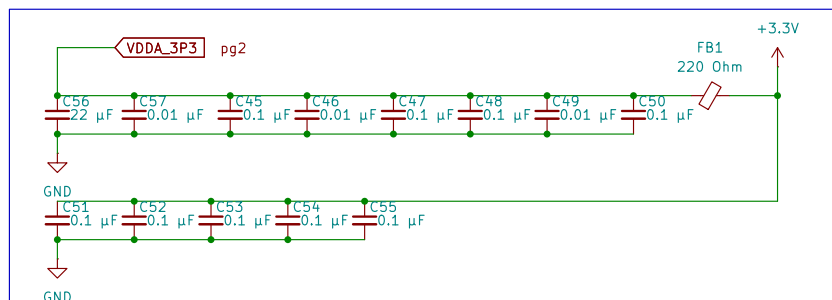 +3.3V
VDDA_3P3 pg2
FB1
220 Ohm
C56 C57 C45 C46 C47 C48 C49 C50
22 µF 0.01 µF 0.1 µF 0.01 µF 0.1 µF 0.1 µF 0.01 µF 0.1 µF
GND
C51 C52 C53 C54 C55
0.1 µF 0.1 µF 0.1 µF 0.1 µF 0.1 µF
GND